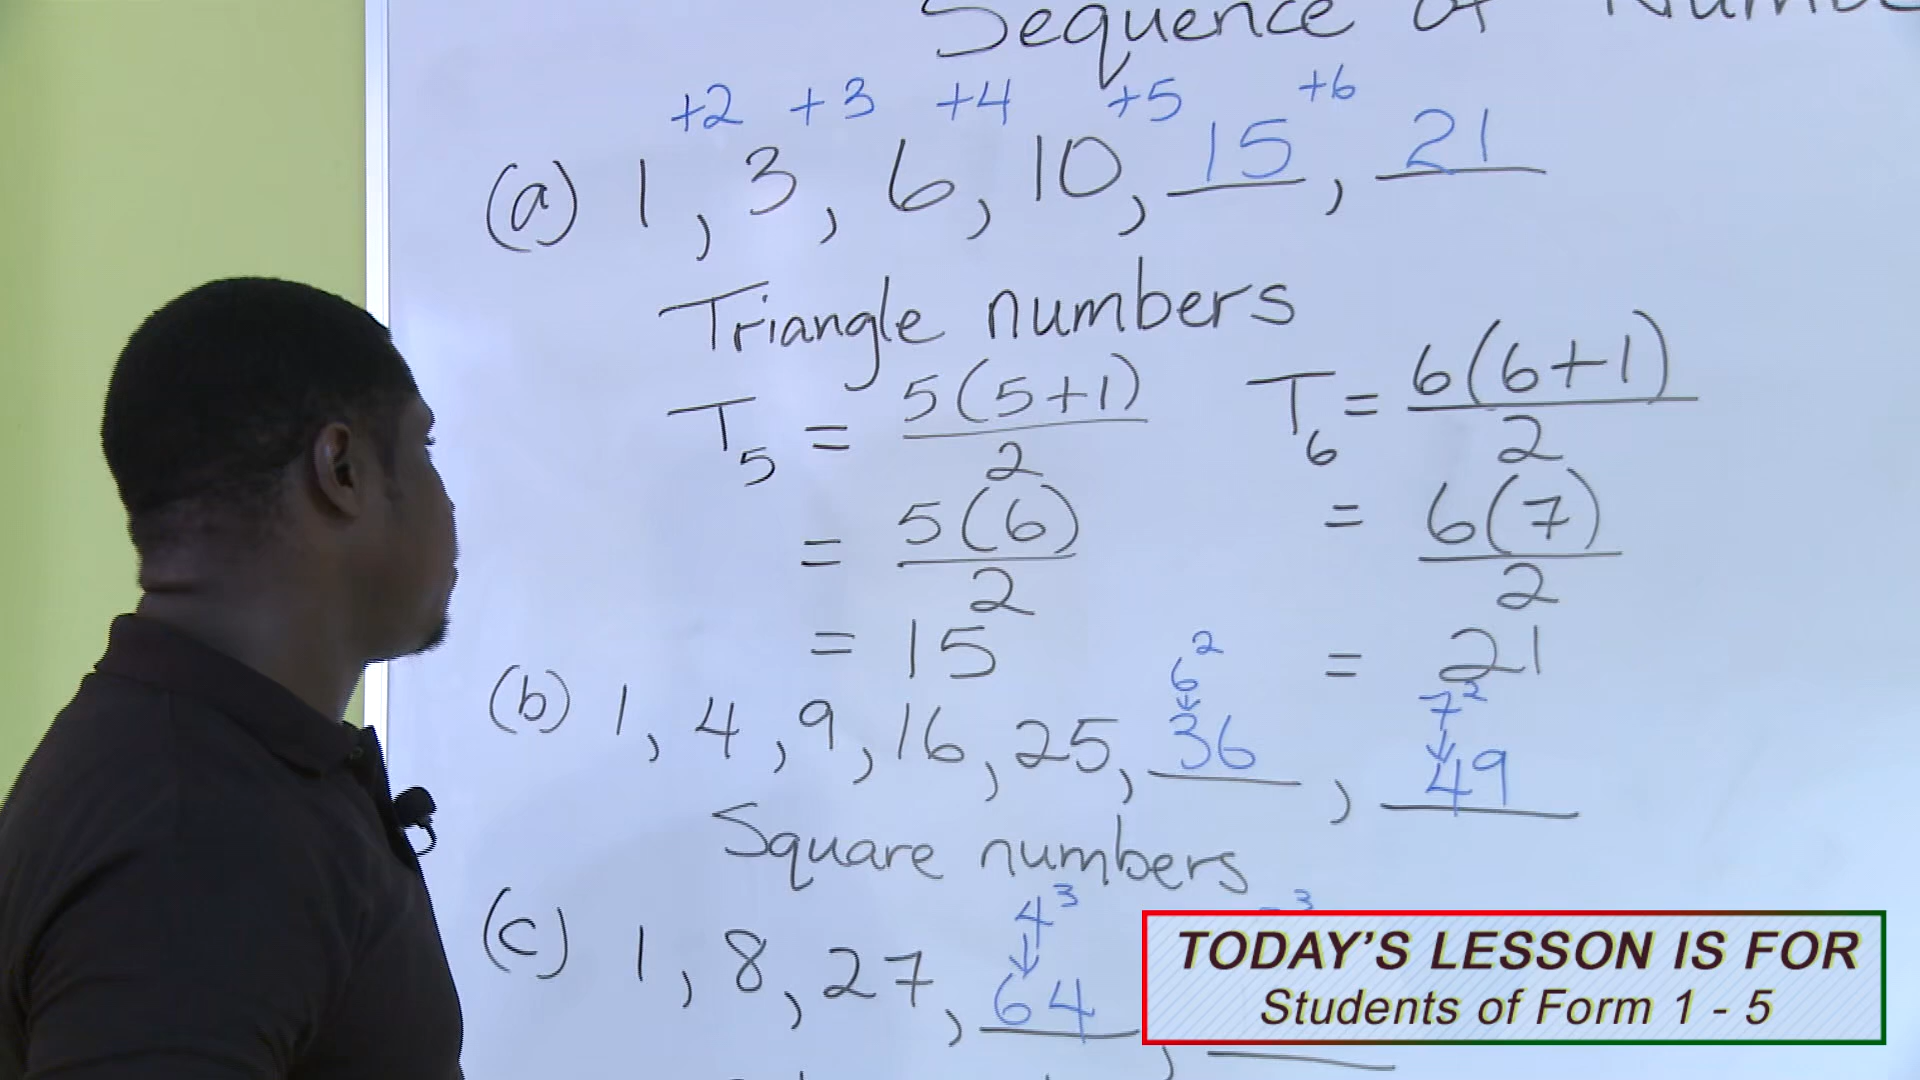 Sequence of Numbe
+2 +3 +4 +5 +6
(a) 1, 3, 6, 10, 15, 21
Triangle numbers
T₅ = 5(5+1)/2 T₆ = 6(6+1)/2
= 5(6)/2 = 6(7)/2
= 15 = 21
6² 7²
(b) 1, 4, 9, 16, 25, 36, 49
Square numbers
4³
(c) 1, 8, 27, 64,
TODAY'S LESSON IS FOR
Students of Form 1 - 5